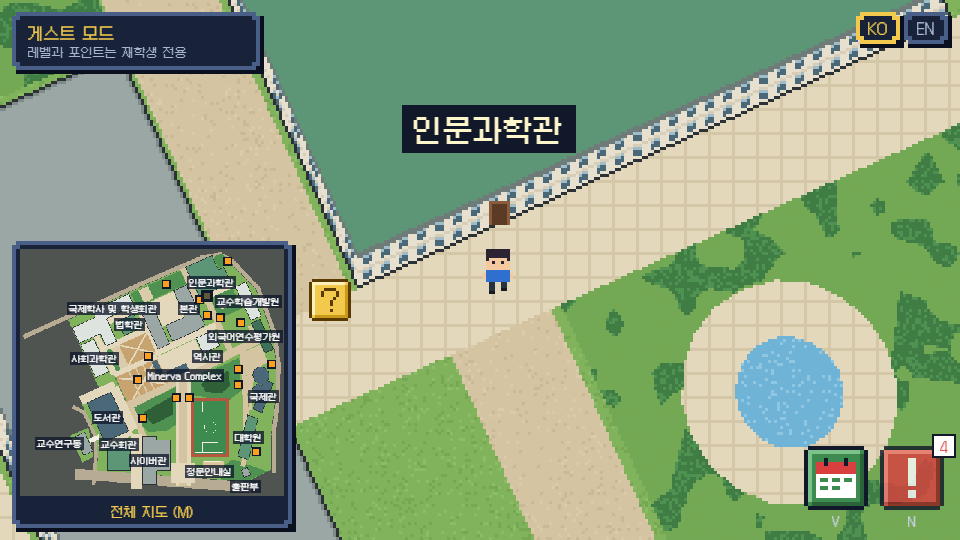 게스트 모드
레벨과 포인트는 재학생 전용
KO
EN
인문과학관
?
인문과학관
국제학사 및 학생회관
본관
교수학습개발원
법학관
외국어연수평가원
사회과학관
역사관
Minerva Complex
국제관
도서관
대학원
교수연구동
교수회관
사이버관
정문안내실
출판부
전체 지도 (M)
4
!
V
N